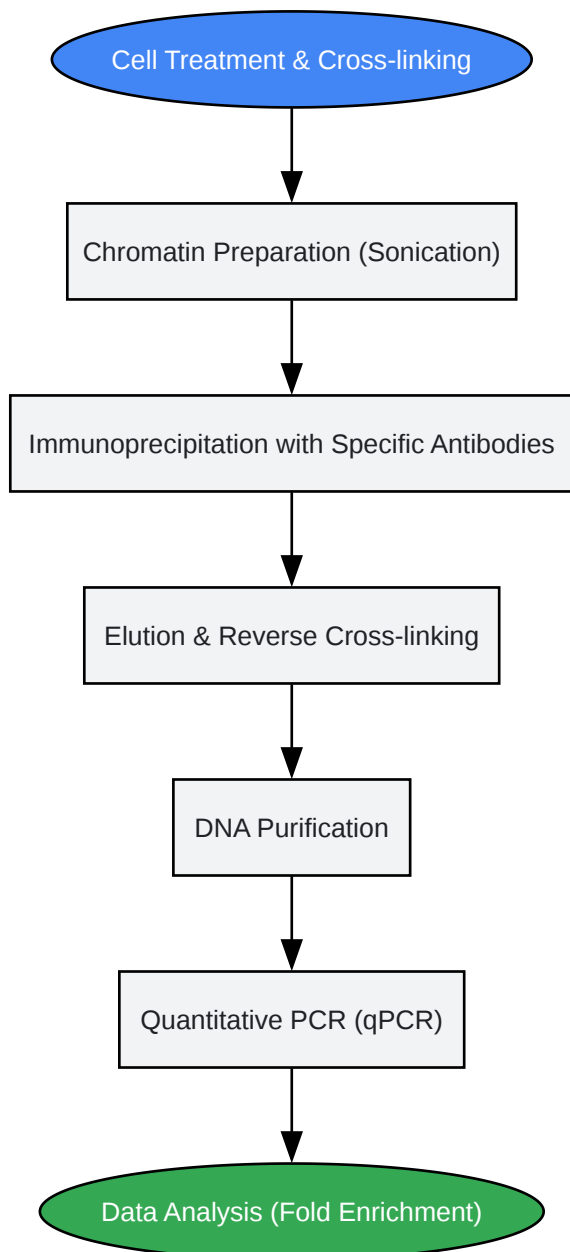 Cell Treatment & Cross-linking
Chromatin Preparation (Sonication)
Immunoprecipitation with Specific Antibodies
Elution & Reverse Cross-linking
DNA Purification
Quantitative PCR (qPCR)
Data Analysis (Fold Enrichment)